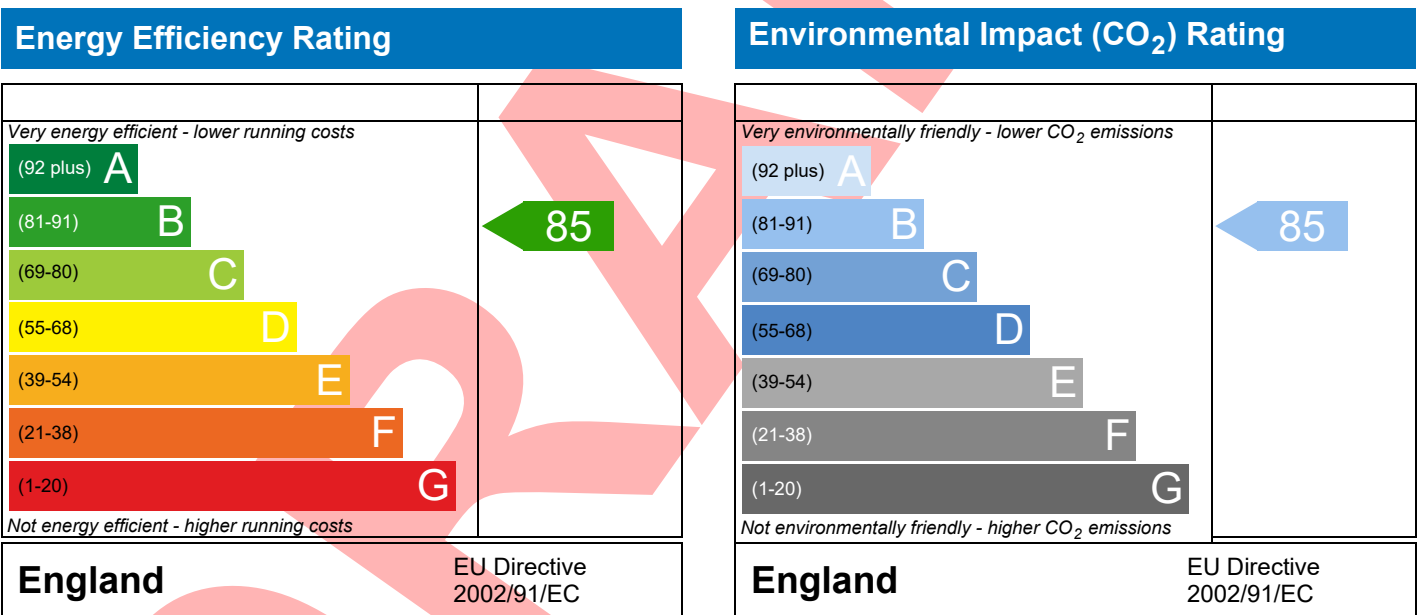 Energy Efficiency Rating
Very energy efficient - lower running costs
(92 plus) A
(81-91) B
85
(69-80) C
(55-68) D
(39-54) E
(21-38) F
(1-20) G
Not energy efficient - higher running costs
England
EU Directive
2002/91/EC
Environmental Impact (CO2) Rating
Very environmentally friendly - lower CO2 emissions
(92 plus) A
(81-91) B
85
(69-80) C
(55-68) D
(39-54) E
(21-38) F
(1-20) G
Not environmentally friendly - higher CO2 emissions
England
EU Directive
2002/91/EC